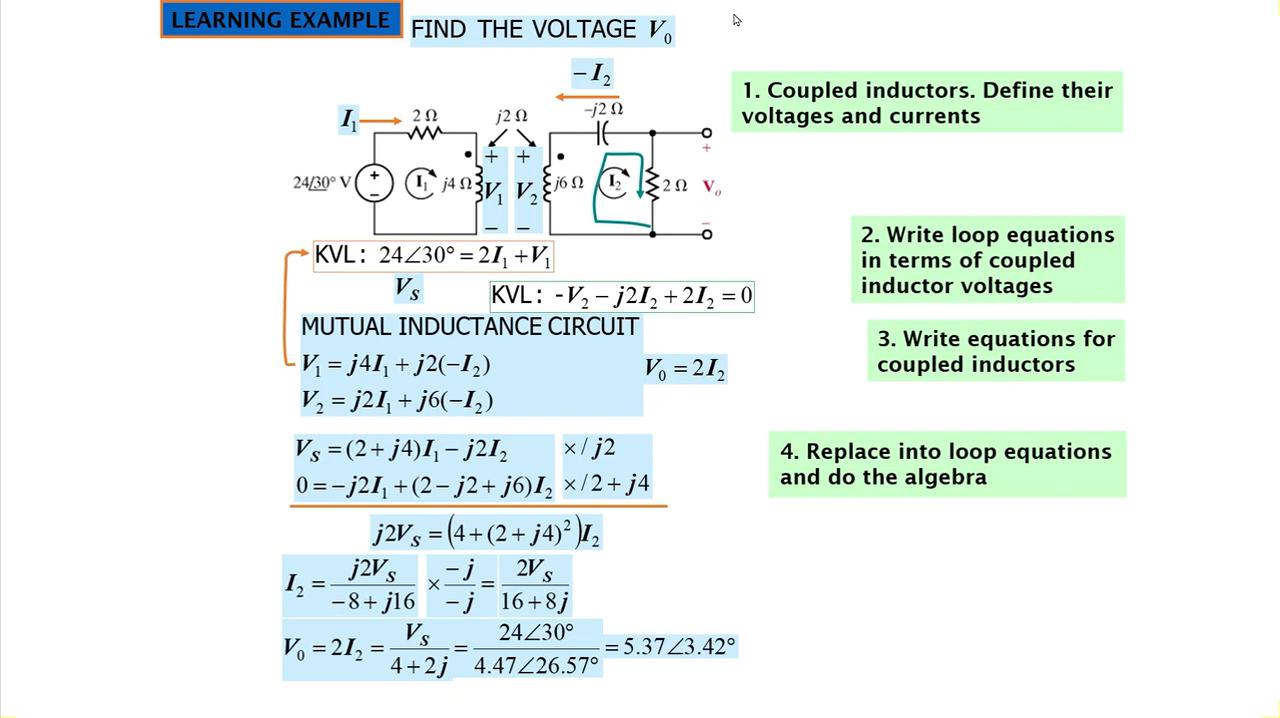 LEARNING EXAMPLE
FIND THE VOLTAGE V₀
1. Coupled inductors. Define their
voltages and currents
−I₂
I₁
2 Ω
j2 Ω
−j2 Ω
24/30° V
+
−
I₁
j4 Ω
+
V₁
−
+
V₂
−
j6 Ω
I₂
2 Ω
+
Vₒ
−
KVL: 24∠30° = 2I₁ + V₁
V_S
KVL: -V₂ − j2I₂ + 2I₂ = 0
2. Write loop equations
in terms of coupled
inductor voltages
MUTUAL INDUCTANCE CIRCUIT
V₁ = j4I₁ + j2(−I₂)
V₂ = j2I₁ + j6(−I₂)
V₀ = 2I₂
3. Write equations for
coupled inductors
V_S = (2 + j4)I₁ − j2I₂ ×/ j2
0 = −j2I₁ + (2 − j2 + j6)I₂ ×/ 2 + j4
4. Replace into loop equations
and do the algebra
j2V_S = (4 + (2 + j4)²)I₂
I₂ = j2V_S / −8 + j16 × −j / −j = 2V_S / 16 + 8j
V₀ = 2I₂ = V_S / 4 + 2j = 24∠30° / 4.47∠26.57° = 5.37∠3.42°